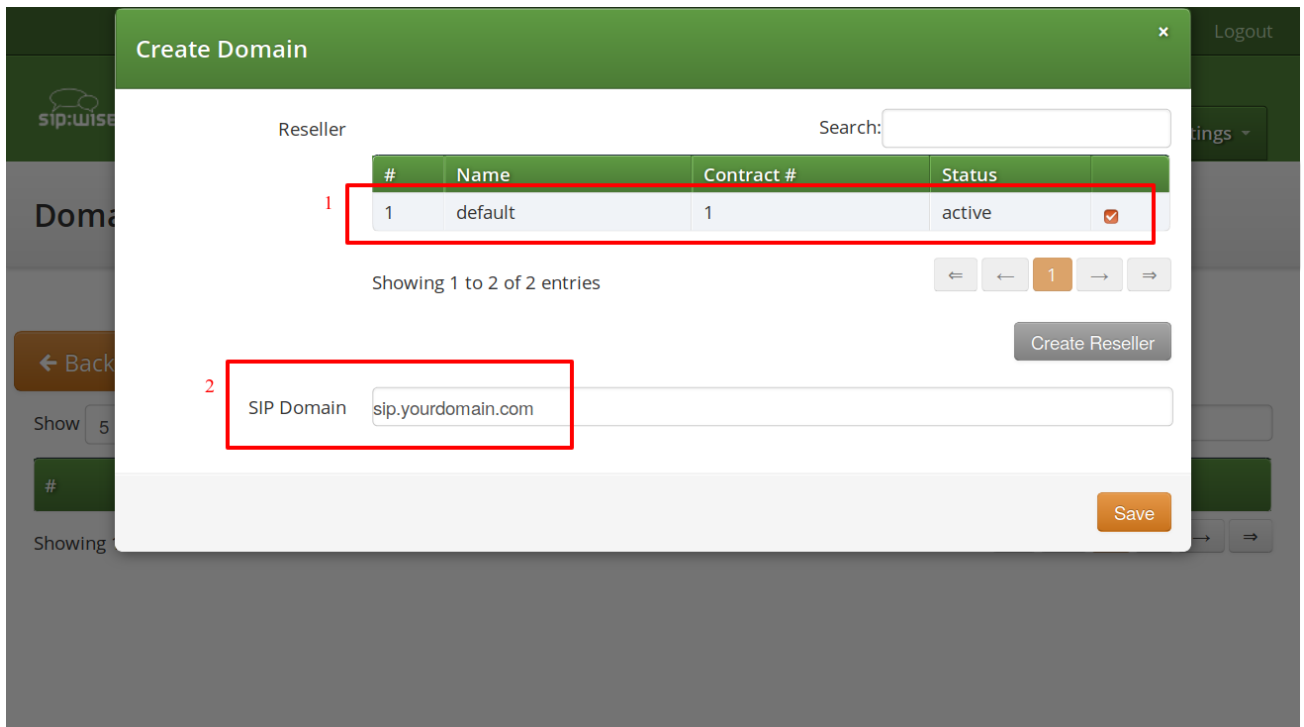 Logout
Create Domain ×
sip:wise
tings
Reseller Search:
# Name Contract # Status
1
1 default 1 active
Doma
Showing 1 to 2 of 2 entries ⇐ ← 1 → ⇒
Create Reseller
← Back
2
SIP Domain sip.yourdomain.com
Show 5
#
Save
Showing → ⇒